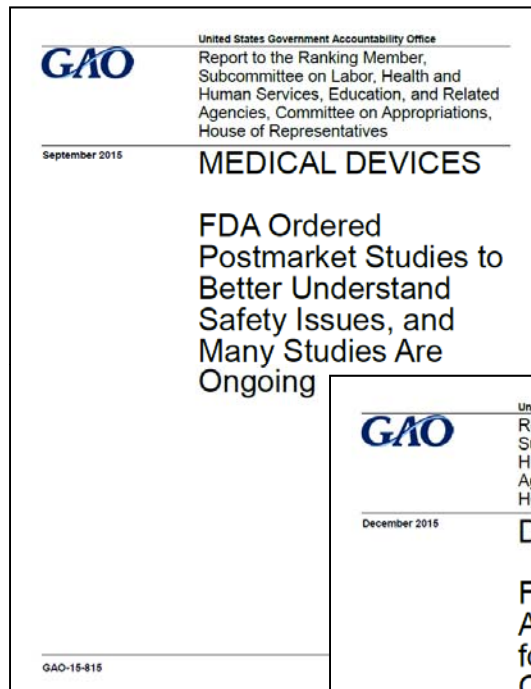 United States Government Accountability Office
GAO
Report to the Ranking Member,
Subcommittee on Labor, Health and
Human Services, Education, and Related
Agencies, Committee on Appropriations,
House of Representatives
September 2015
MEDICAL DEVICES
FDA Ordered
Postmarket Studies to
Better Understand
Safety Issues, and
Many Studies Are
Ongoing
GAO-15-815
GAO
December 2015